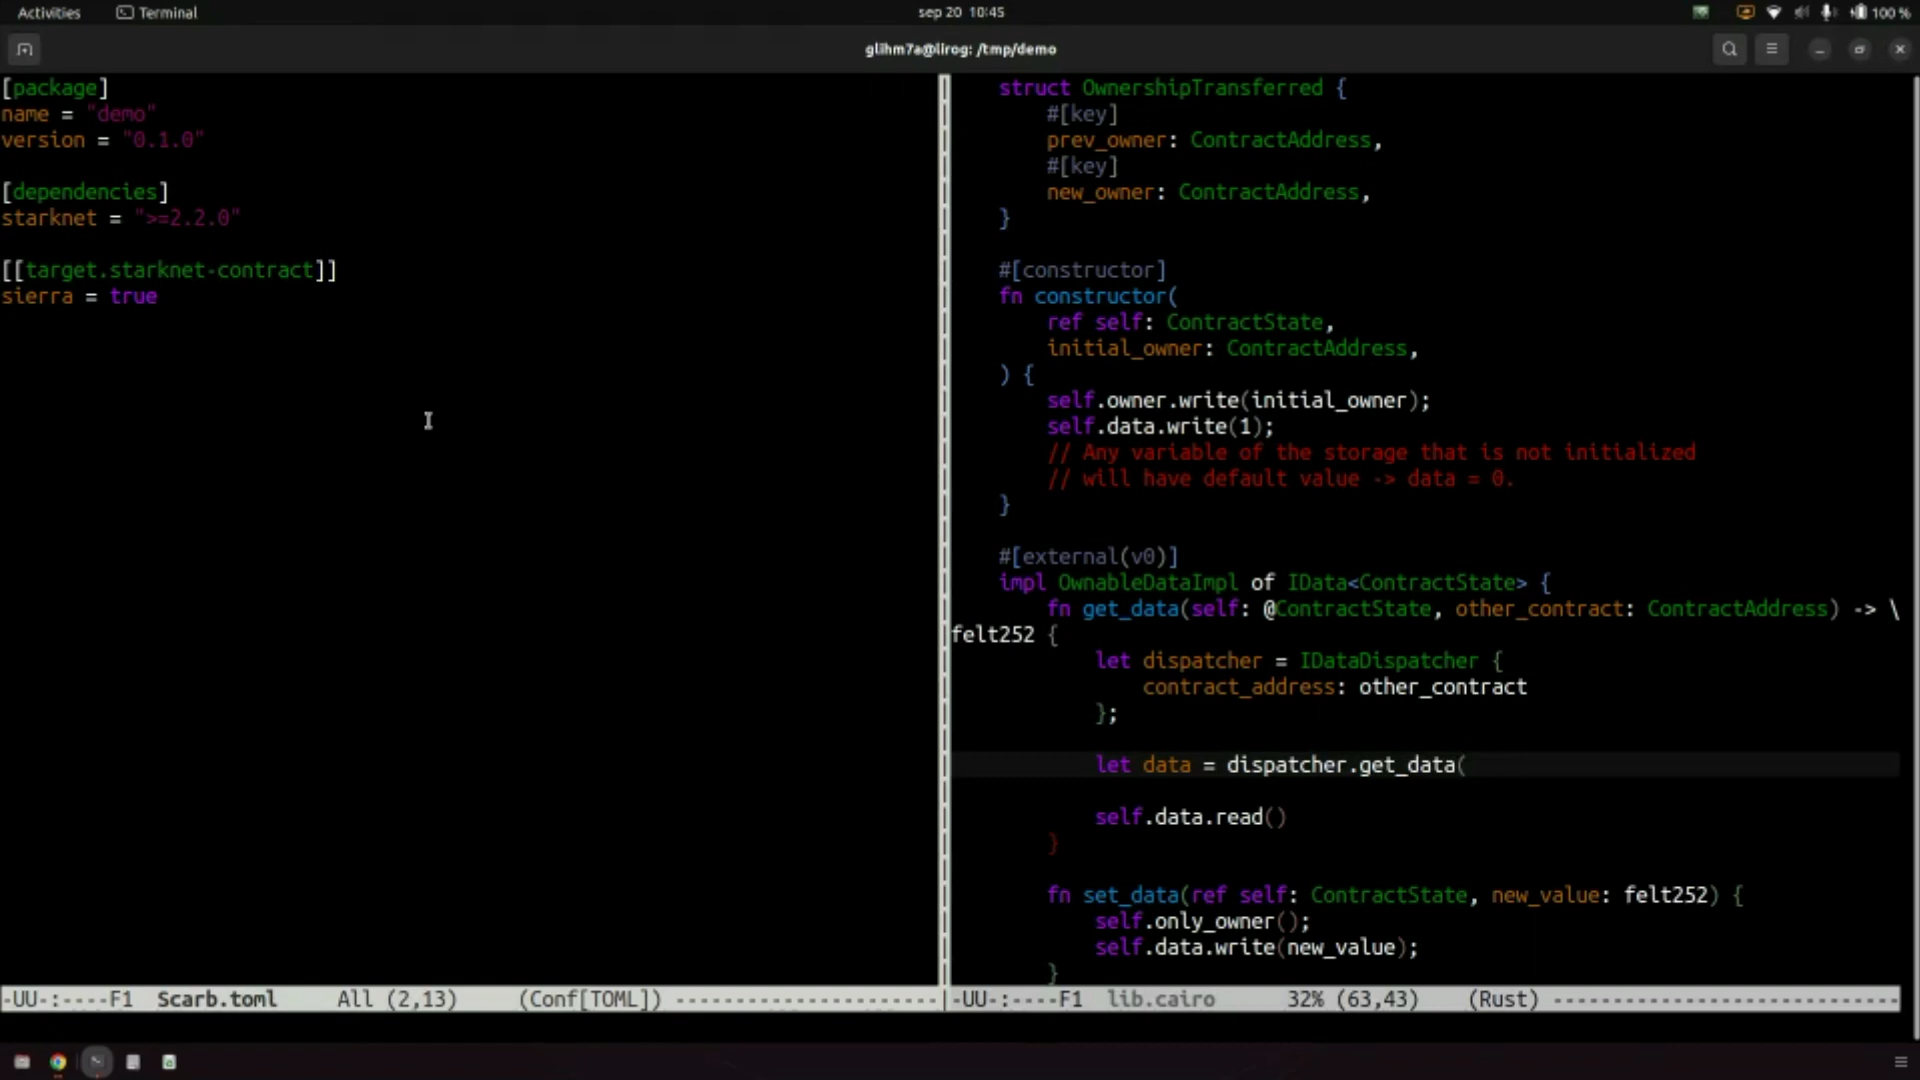 Activities
Terminal
sep 20 10:45
100 %
glihm7a@lirog: /tmp/demo
[package]
name = "demo"
version = "0.1.0"
[dependencies]
starknet = ">=2.2.0"
[[target.starknet-contract]]
sierra = true
-UU-:----F1 Scarb.toml All (2,13) (Conf[TOML]) ----------------------
struct OwnershipTransferred {
#[key]
prev_owner: ContractAddress,
#[key]
new_owner: ContractAddress,
}
#[constructor]
fn constructor(
ref self: ContractState,
initial_owner: ContractAddress,
) {
self.owner.write(initial_owner);
self.data.write(1);
// Any variable of the storage that is not initialized
// will have default value -> data = 0.
}
#[external(v0)]
impl OwnableDataImpl of IData<ContractState> {
fn get_data(self: @ContractState, other_contract: ContractAddress) -> \
felt252 {
let dispatcher = IDataDispatcher {
contract_address: other_contract
};
let data = dispatcher.get_data(
self.data.read()
}
fn set_data(ref self: ContractState, new_value: felt252) {
self.only_owner();
self.data.write(new_value);
}
-UU-:----F1 lib.cairo 32% (63,43) (Rust) -----------------------------